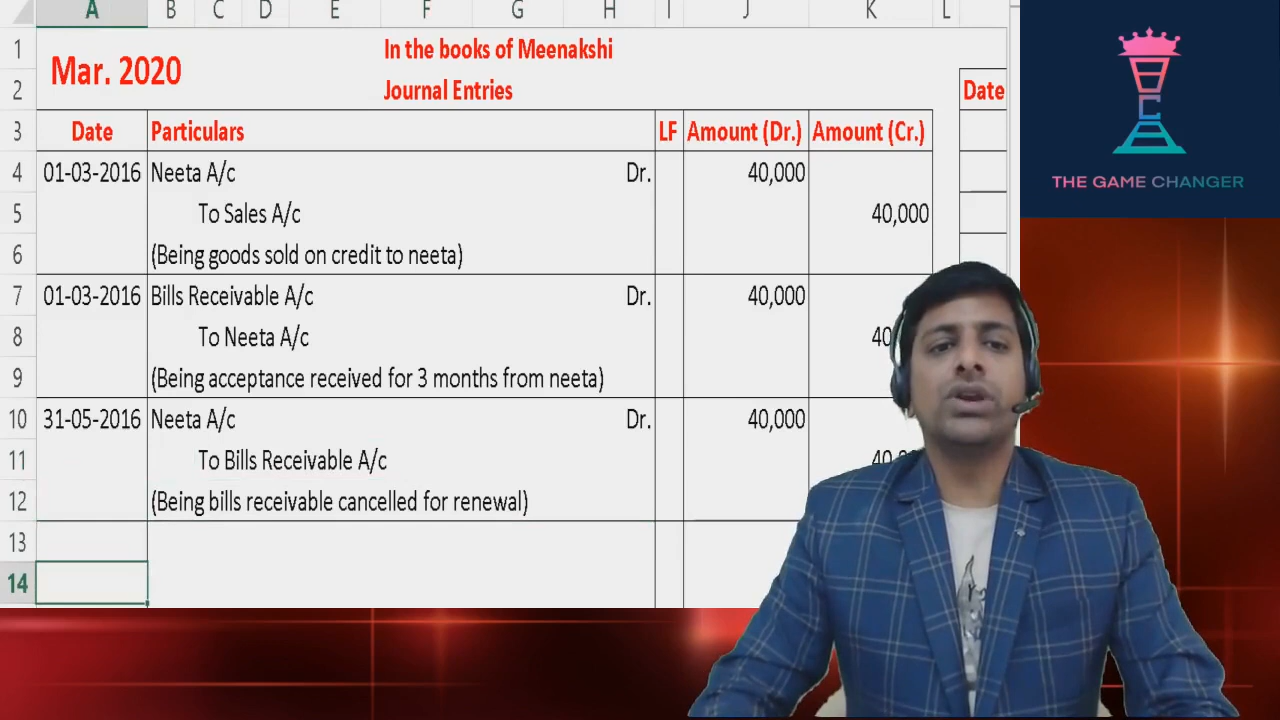 A B C D E F G H I J K L
1 In the books of Meenakshi
Mar. 2020
2 Journal Entries Date
3 Date Particulars LF Amount (Dr.) Amount (Cr.)
4 01-03-2016 Neeta A/c Dr. 40,000
5 To Sales A/c 40,000
6 (Being goods sold on credit to neeta)
7 01-03-2016 Bills Receivable A/c Dr. 40,000
8 To Neeta A/c
9 (Being acceptance received for 3 months from neeta)
10 31-05-2016 Neeta A/c Dr. 40,000
11 To Bills Receivable A/c
12 (Being bills receivable cancelled for renewal)
13
14
THE GAME CHANGER